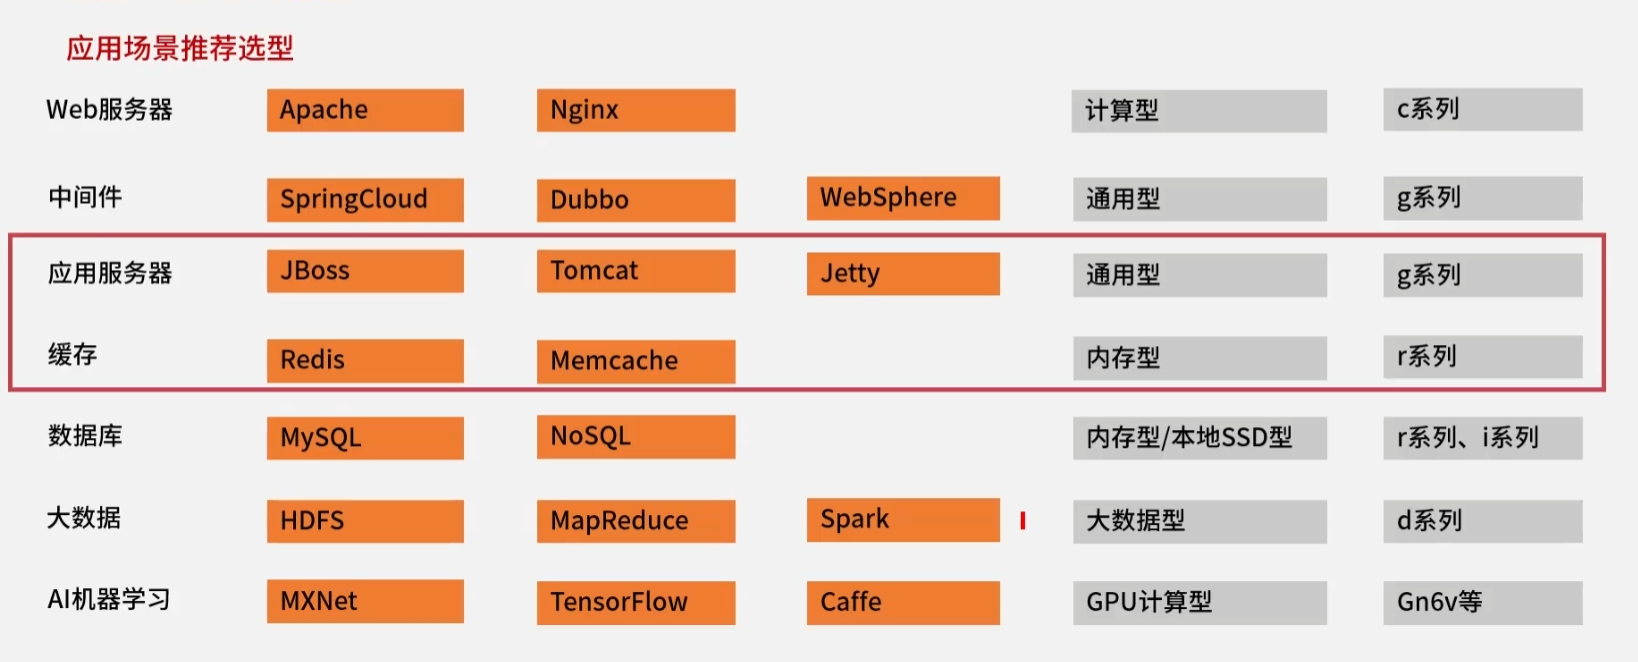 应用场景推荐选型
Web服务器 Apache Nginx 计算型 c系列
中间件 SpringCloud Dubbo WebSphere 通用型 g系列
应用服务器 JBoss Tomcat Jetty 通用型 g系列
缓存 Redis Memcache 内存型 r系列
数据库 MySQL NoSQL 内存型/本地SSD型 r系列、i系列
大数据 HDFS MapReduce Spark 大数据型 d系列
AI机器学习 MXNet TensorFlow Caffe GPU计算型 Gn6v等